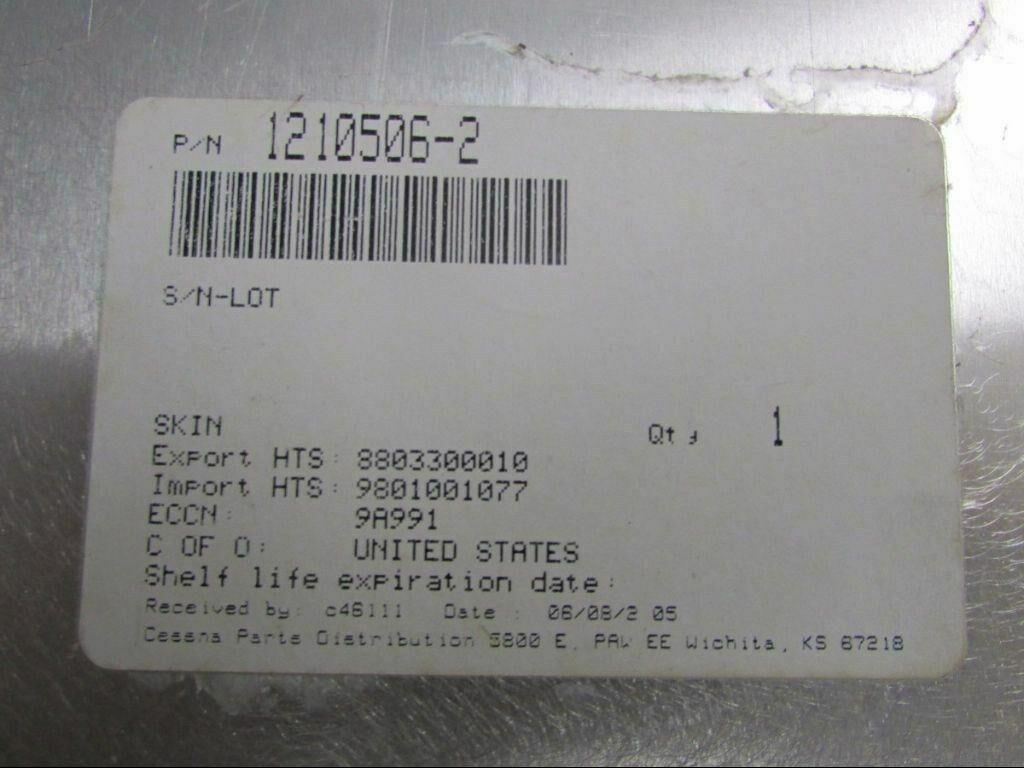 P/N 1210506-2
S/N-LOT
SKIN Qty 1
Export HTS: 8803300010
Import HTS: 9801001077
ECCN: 9A991
C OF O: UNITED STATES
Shelf life expiration date:
Received by: c46111 Date : 06/08/2 05
Cessna Parts Distribution 5800 E. PAW EE Wichita, KS 67218